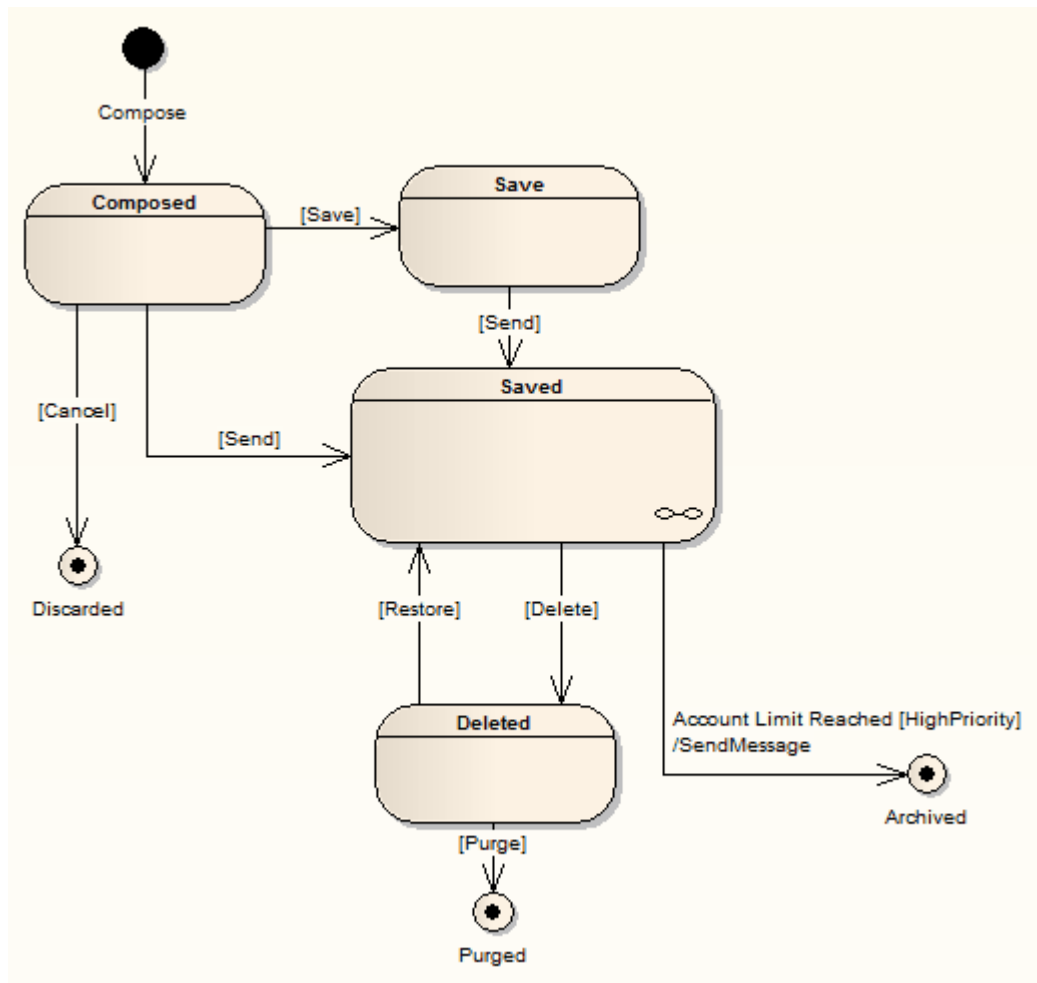 Compose
Composed
Save
[Save]
[Send]
Saved
[Cancel]
[Send]
Discarded
[Restore]
[Delete]
Deleted
Account Limit Reached [HighPriority]
/SendMessage
Archived
[Purge]
Purged